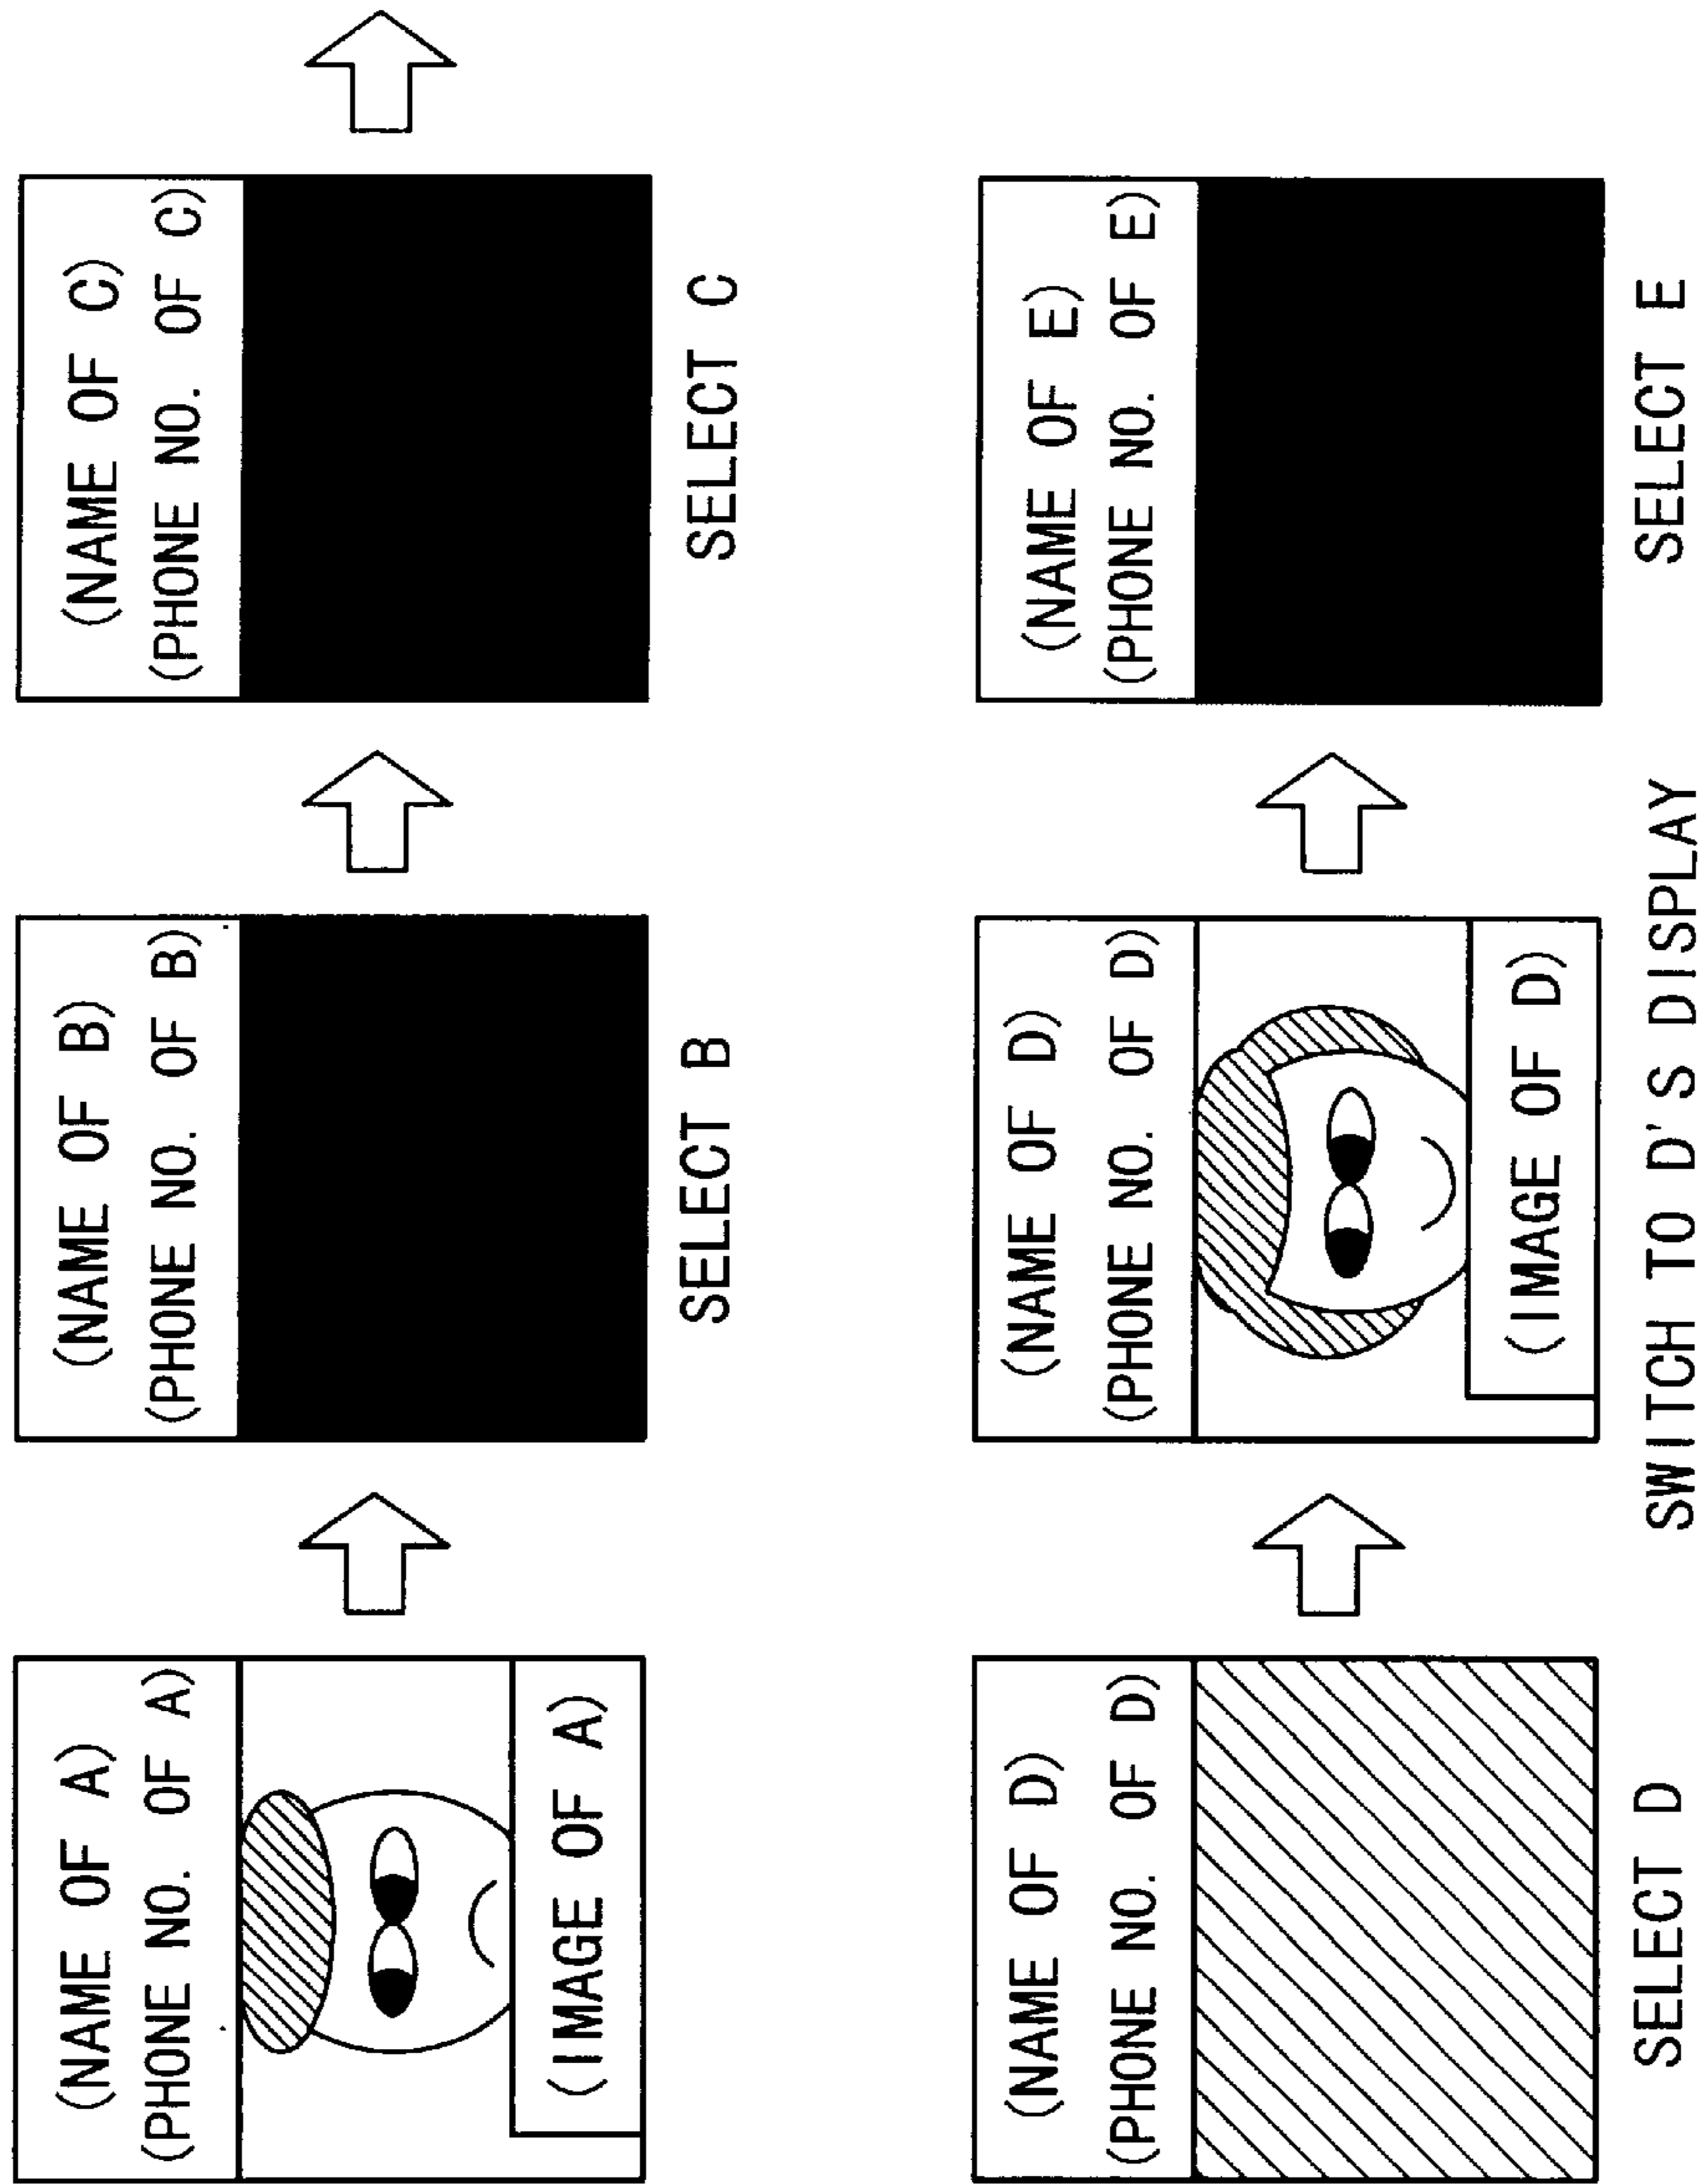 (NAME OF A)
(PHONE NO. OF A)
(IMAGE OF A)
(NAME OF B)
(PHONE NO. OF B)
SELECT B
(NAME OF C)
(PHONE NO. OF C)
SELECT C
(NAME OF D)
(PHONE NO. OF D)
SELECT D
(NAME OF D)
(PHONE NO. OF D)
(IMAGE OF D)
SWITCH TO D'S DISPLAY
(NAME OF E)
(PHONE NO. OF E)
SELECT E